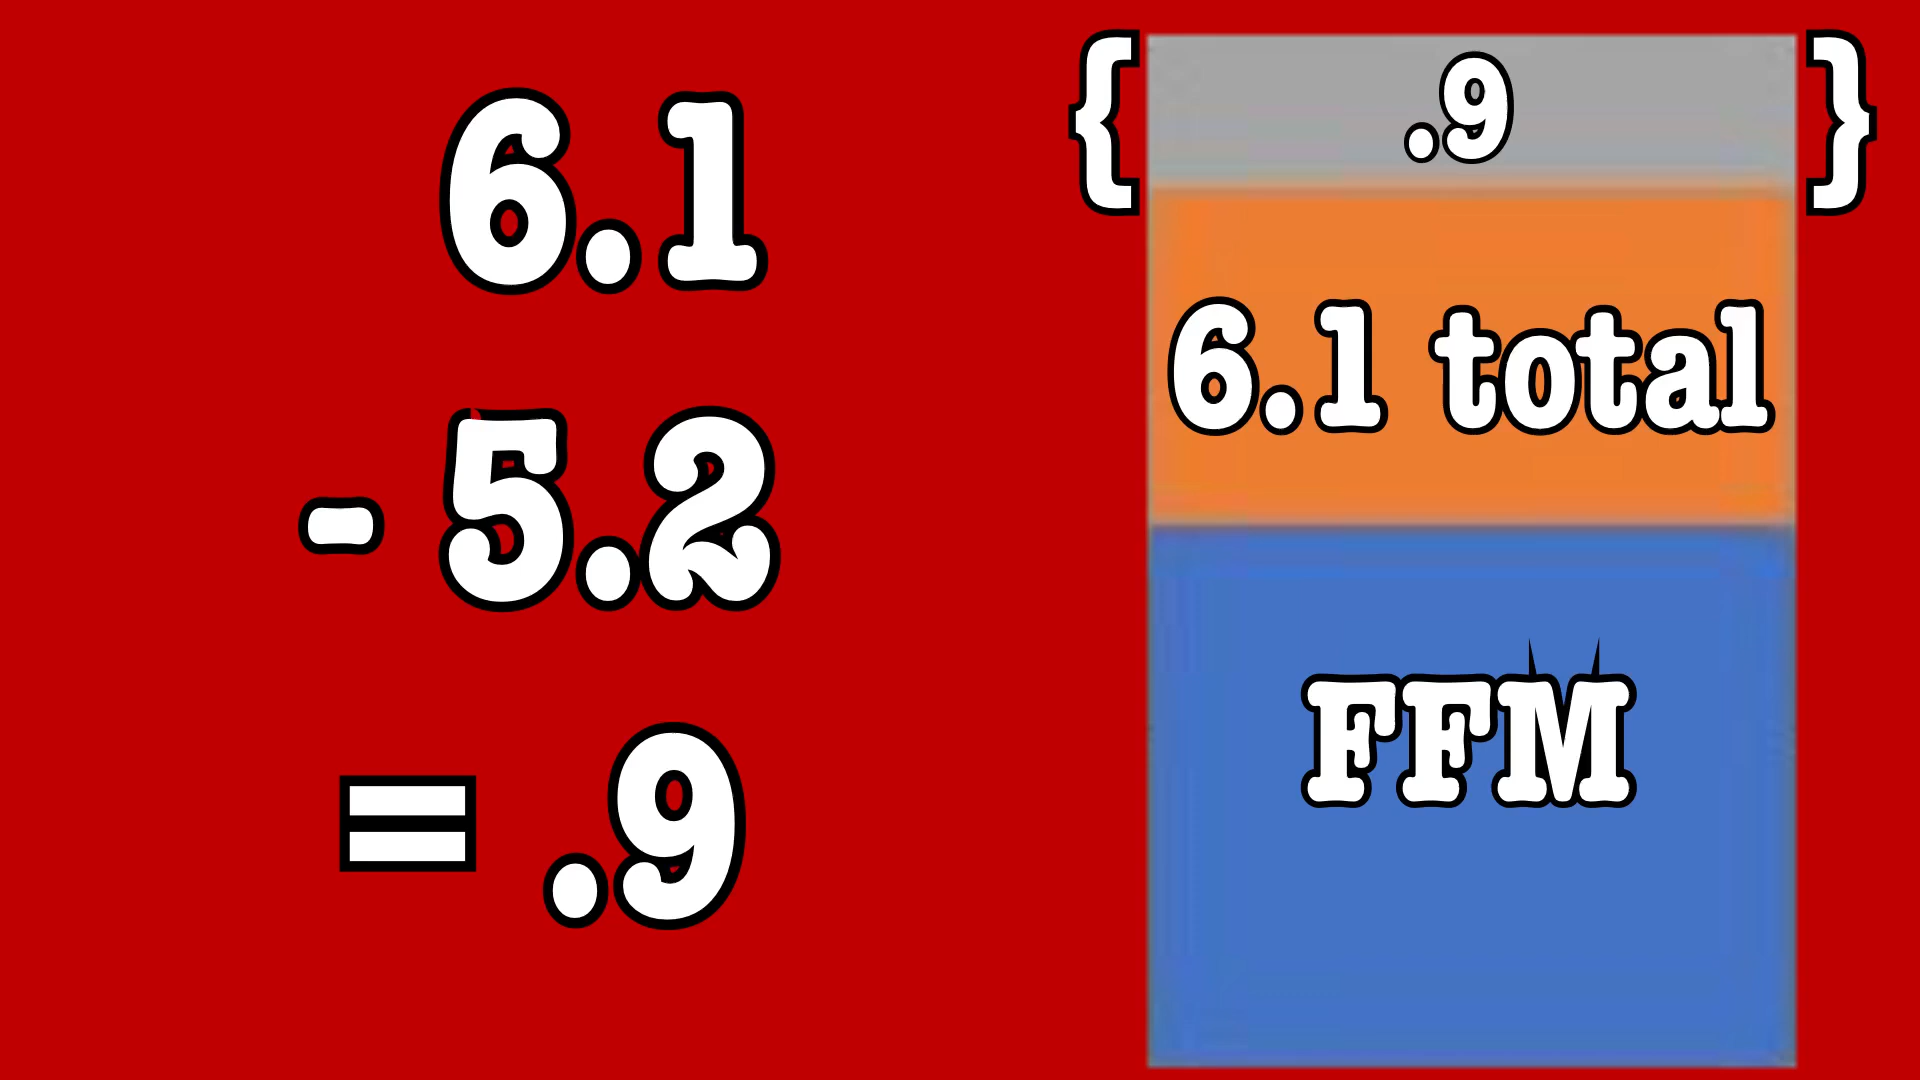 6.1
- 5.2
= .9
{ .9 }
6.1 total
FFM